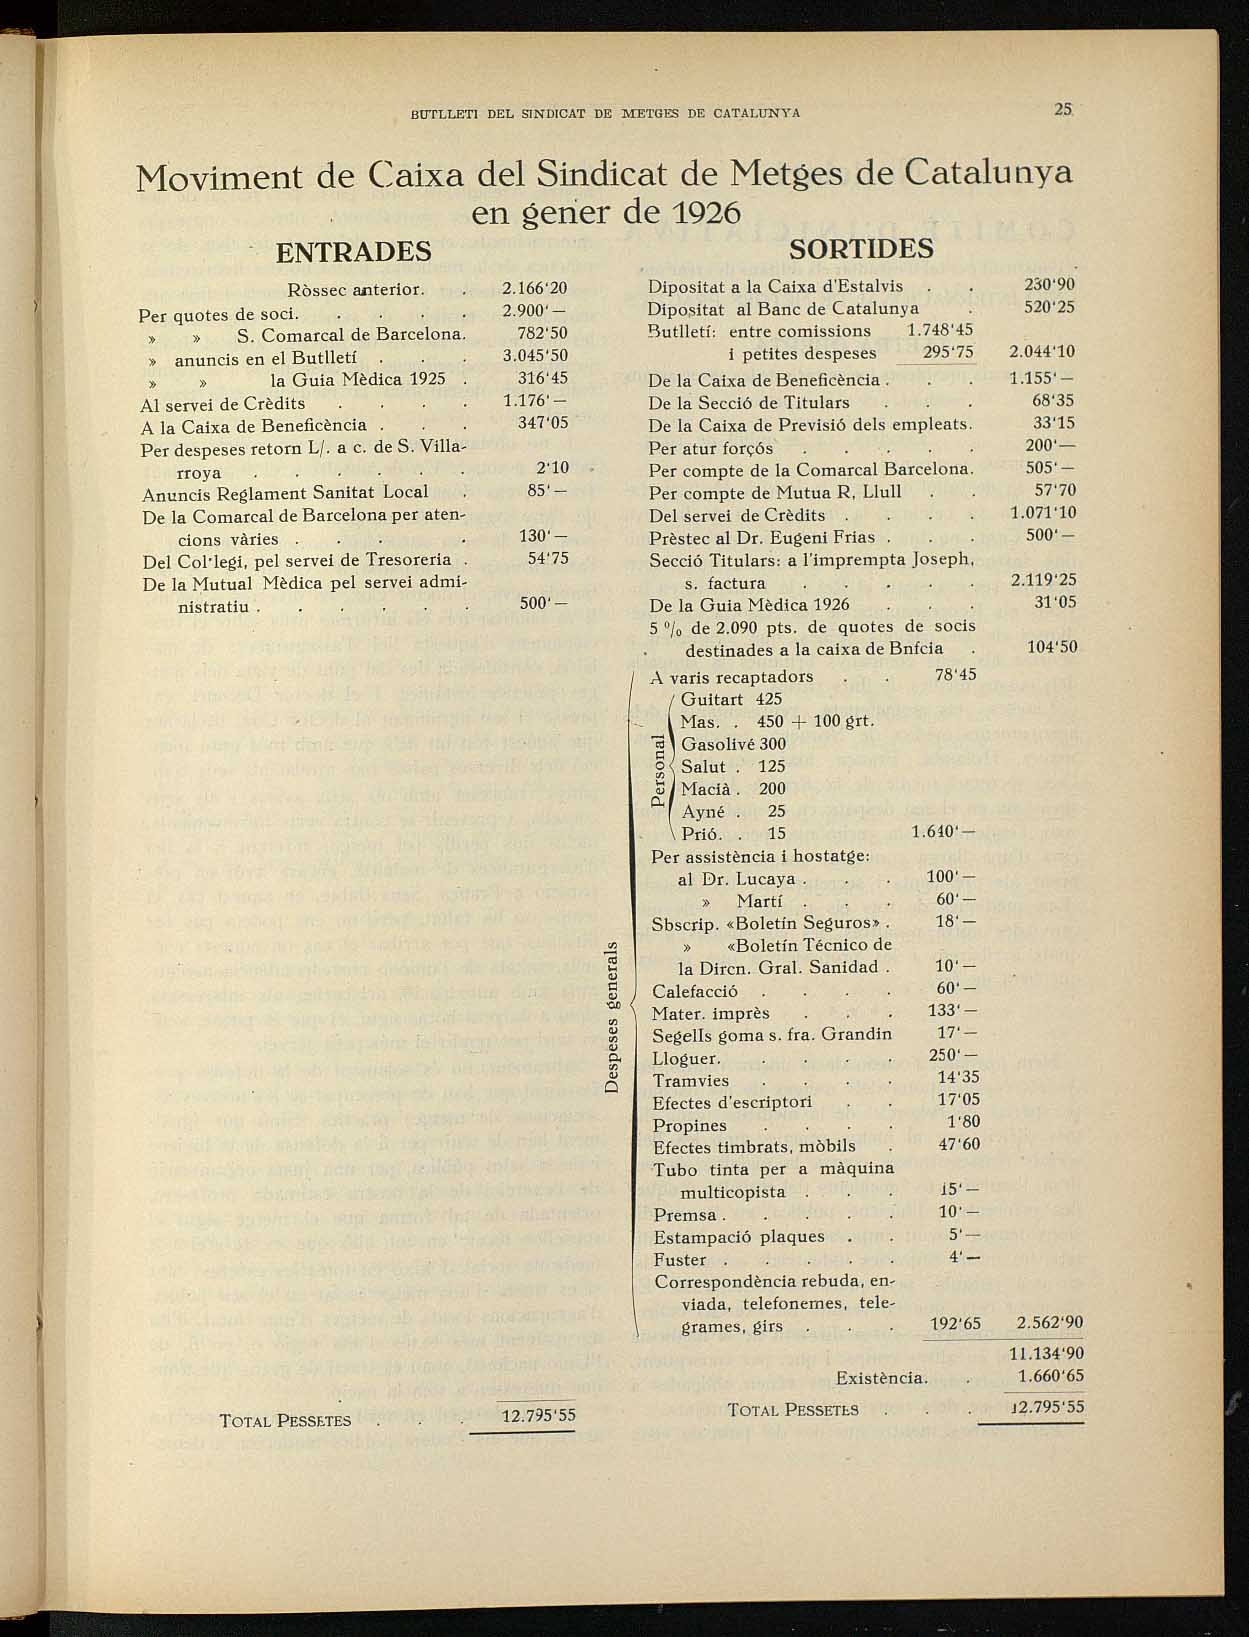 BUTLLETI DEL SINDICAT DE METGES DE CATALUNYA 25
Moviment de Caixa del Sindicat de Metges de Catalunya
en gener de 1926
ENTRADES
Ròssec anterior. . 2.166'20
Per quotes de soci. . . . . 2.900'—
» » S. Comarcal de Barcelona. 782'50
» anuncis en el Butlletí . . . 3.045'50
» » la Guia Mèdica 1925 . 316'45
Al servei de Crèdits . . . . 1.176'—
A la Caixa de Beneficència . . . 347'05
Per despeses retorn L/. a c. de S. Villa-
rroya . . . . . . 2'10
Anuncis Reglament Sanitat Local . 85'—
De la Comarcal de Barcelona per aten-
cions vàries . . . . . 130'—
Del Col'legi, pel servei de Tresoreria . 54'75
De la Mutual Mèdica pel servei admi-
nistratiu . . . . . . 500'—
TOTAL PESSETES . . 12.795'55
SORTIDES
Dipositat a la Caixa d'Estalvis . . 230'90
Dipositat al Banc de Catalunya . 520'25
Butlletí: entre comissions 1.748'45
i petites despeses 295'75 2.044'10
De la Caixa de Beneficència . . . 1.155'—
De la Secció de Titulars . . . 68'35
De la Caixa de Previsió dels empleats. 33'15
Per atur forçós . . . . . 200'—
Per compte de la Comarcal Barcelona. 505'—
Per compte de Mutua R, Llull . . 57'70
Del servei de Crèdits . . . . 1.071'10
Prèstec al Dr. Eugeni Frias . . . 500'—
Secció Titulars: a l'imprempta Joseph,
s. factura . . . . . 2.119'25
De la Guia Mèdica 1926 . . . 31'05
5 % de 2.090 pts. de quotes de socis
destinades a la caixa de Bnfcia . 104'50
Despeses generals
A varis recaptadors . . 78'45
Personal
Guitart 425
Mas. . 450 + 100 grt.
Gasolivé 300
Salut . 125
Macià . 200
Ayné . 25
Prió. . 15 1.640'—
Per assistència i hostatge:
al Dr. Lucaya . . . 100'—
» Martí . . . 60'—
Sbscrip. «Boletín Seguros» . 18'—
» «Boletín Técnico de
la Dircn. Gral. Sanidad . 10'—
Calefacció . . . . 60'—
Mater. imprès . . . 133'—
Segells goma s. fra. Grandin 17'—
Lloguer. . . . . 250'—
Tramvies . . . . 14'35
Efectes d'escriptori . . 17'05
Propines . . . . 1'80
Efectes timbrats, mòbils . 47'60
Tubo tinta per a màquina
multicopista . . . 15'—
Premsa . . . . . 10'—
Estampació plaques . . 5'—
Fuster . . . . . 4'—
Correspondència rebuda, en-
viada, telefonemes, tele-
grames, girs . . . 192'65 2.562'90
11.134'90
Existència. . 1.660'65
TOTAL PESSETES . . 12.795'55